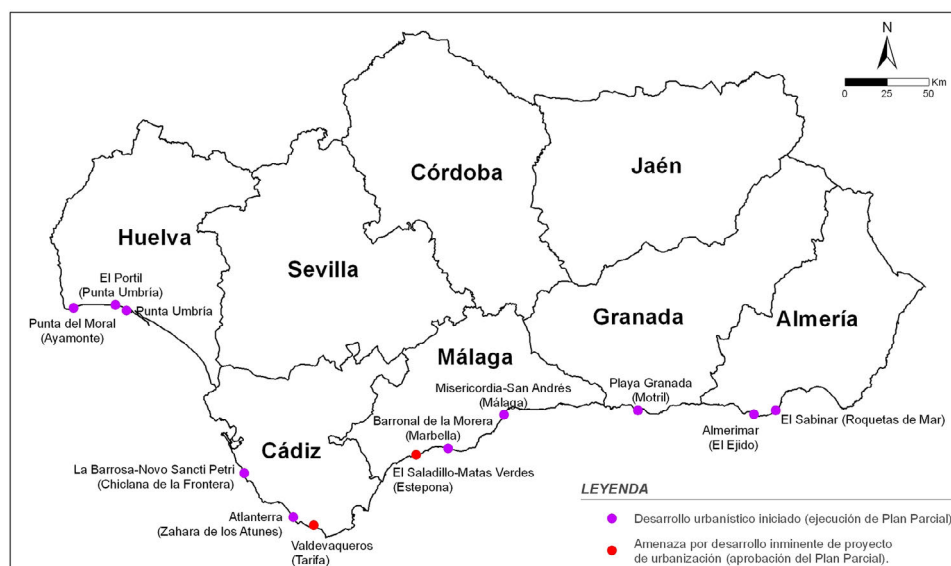 N
Km
0 25 50
Córdoba
Jaén
Huelva
Sevilla
El Portil
(Punta Umbría)
Punta Umbría
Punta del Moral
(Ayamonte)
Granada
Almería
Málaga
Misericordia-San Andrés
(Málaga)
Playa Granada
(Motril)
Barronal de la Morera
(Marbella)
Almerimar
(El Ejido)
El Sabinar (Roquetas de Mar)
Cádiz
La Barrosa-Novo Sancti Petri
(Chiclana de la Frontera)
El Saladillo-Matas Verdes
(Estepona)
Atlanterra
(Zahara de los Atunes)
Valdevaqueros
(Tarifa)
LEYENDA
Desarrollo urbanístico iniciado (ejecución de Plan Parcial)
Amenaza por desarrollo inminente de proyecto
de urbanización (aprobación del Plan Parcial).